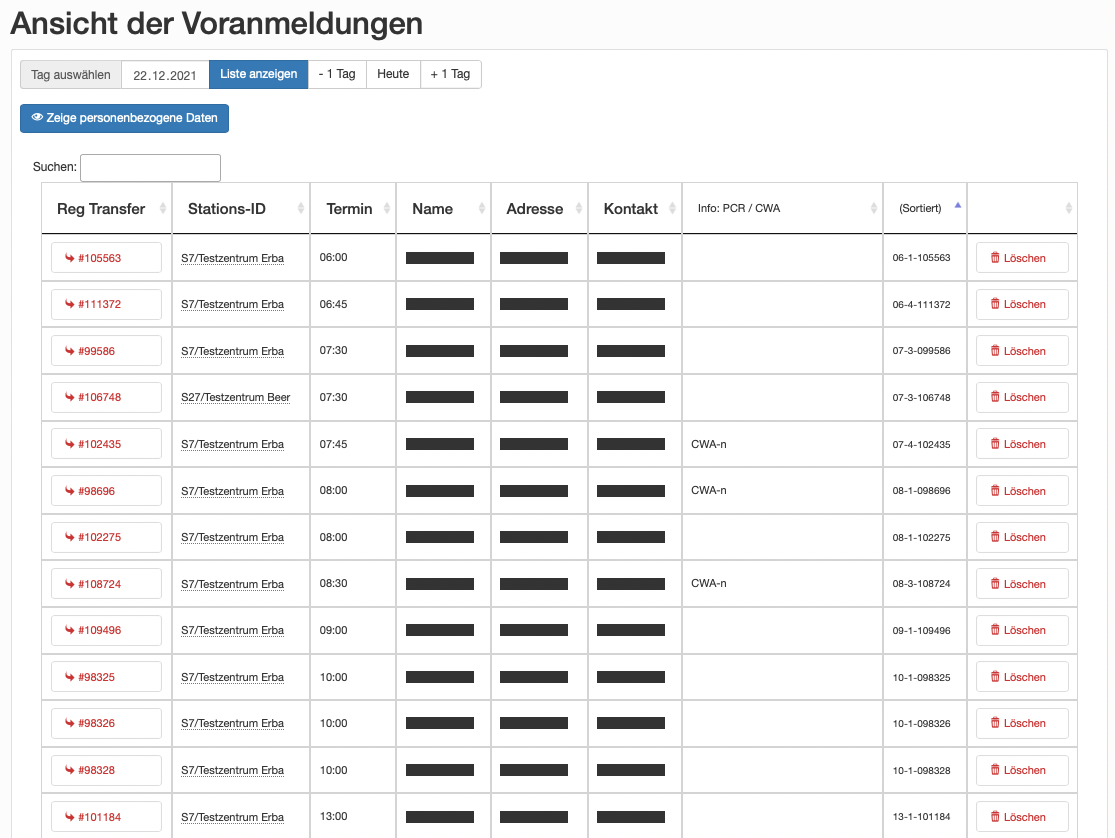 Ansicht der Voranmeldungen
Tag auswählen 22.12.2021 Liste anzeigen - 1 Tag Heute + 1 Tag
Zeige personenbezogene Daten
Suchen:
Reg Transfer Stations-ID Termin Name Adresse Kontakt Info: PCR / CWA (Sortiert)
#105563 S7/Testzentrum Erba 06:00 06-1-105563 Löschen
#111372 S7/Testzentrum Erba 06:45 06-4-111372 Löschen
#99586 S7/Testzentrum Erba 07:30 07-3-099586 Löschen
#106748 S27/Testzentrum Beer 07:30 07-3-106748 Löschen
#102435 S7/Testzentrum Erba 07:45 CWA-n 07-4-102435 Löschen
#98696 S7/Testzentrum Erba 08:00 CWA-n 08-1-098696 Löschen
#102275 S7/Testzentrum Erba 08:00 08-1-102275 Löschen
#108724 S7/Testzentrum Erba 08:30 CWA-n 08-3-108724 Löschen
#109496 S7/Testzentrum Erba 09:00 09-1-109496 Löschen
#98325 S7/Testzentrum Erba 10:00 10-1-098325 Löschen
#98326 S7/Testzentrum Erba 10:00 10-1-098326 Löschen
#98328 S7/Testzentrum Erba 10:00 10-1-098328 Löschen
#101184 S7/Testzentrum Erba 13:00 13-1-101184 Löschen